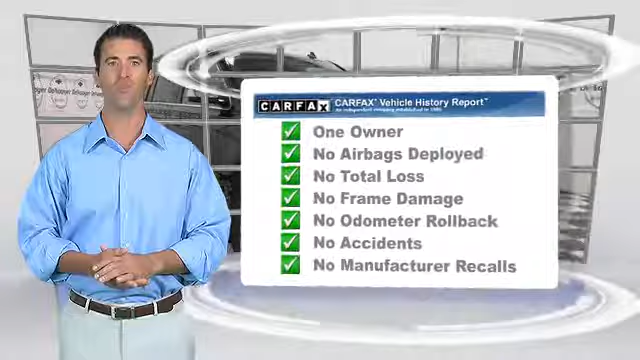 CARFAX CARFAX Vehicle History Report™
An independent company established in 1986
One Owner
No Airbags Deployed
No Total Loss
No Frame Damage
No Odometer Rollback
No Accidents
No Manufacturer Recalls